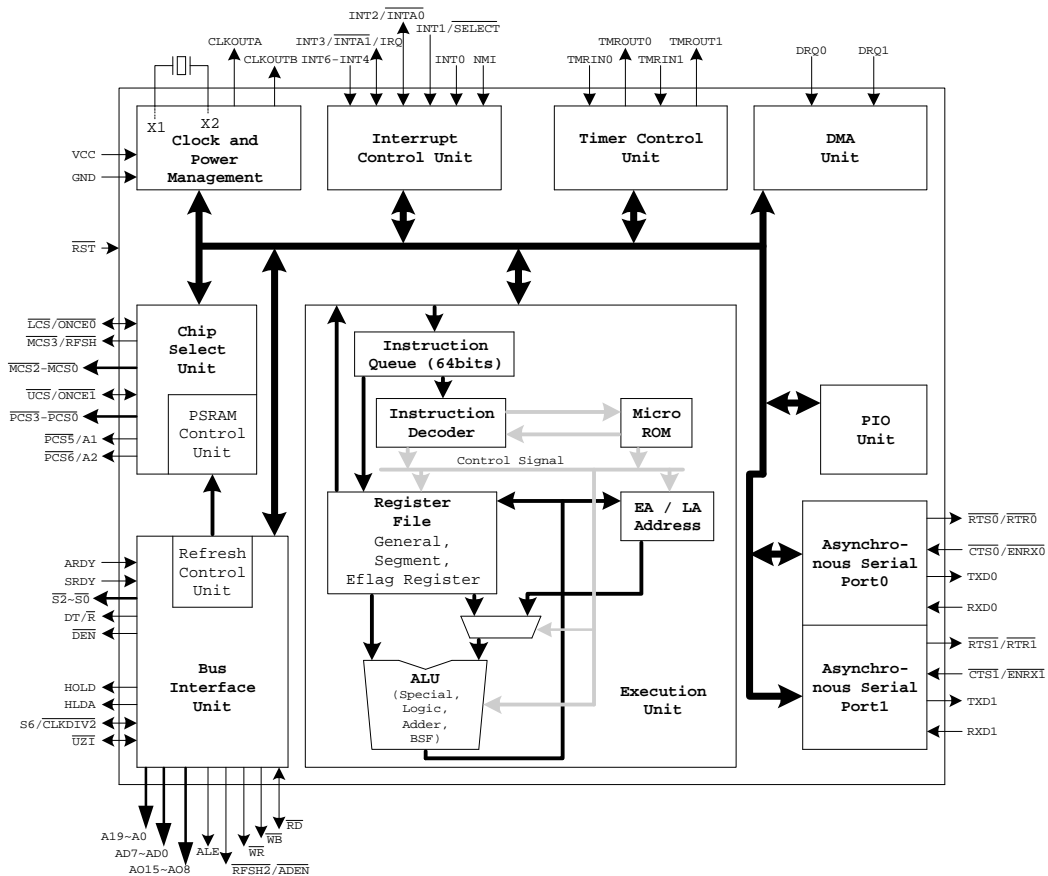 INT2/INTA0
INT1/SELECT
INT3/INTA1/IRQ
CLKOUTA
CLKOUTB
INT6-INT4
INT0
NMI
TMROUT0
TMROUT1
TMRIN0
TMRIN1
DRQ0
DRQ1
X1
X2
Clock and
Power
Management
Interrupt
Control Unit
Timer Control
Unit
DMA
Unit
VCC
GND
RST
LCS/ONCE0
MCS3/RFSH
MCS2-MCS0
UCS/ONCE1
PCS3-PCS0
PCS5/A1
PCS6/A2
Chip
Select
Unit
PSRAM
Control
Unit
Instruction
Queue (64bits)
Instruction
Decoder
Micro
ROM
Control Signal
Register
File
General,
Segment,
Eflag Register
EA / LA
Address
ALU
(Special,
Logic,
Adder,
BSF)
Execution
Unit
PIO
Unit
Asynchro-
nous Serial
Port0
RTS0/RTR0
CTS0/ENRX0
TXD0
RXD0
Asynchro-
nous Serial
Port1
RTS1/RTR1
CTS1/ENRX1
TXD1
RXD1
ARDY
SRDY
S2~S0
DT/R
DEN
HOLD
HLDA
S6/CLKDIV2
UZI
Refresh
Control
Unit
Bus
Interface
Unit
A19~A0
AD7~AD0
AO15~AO8
ALE
RFSH2/ADEN
WR
WB
RD